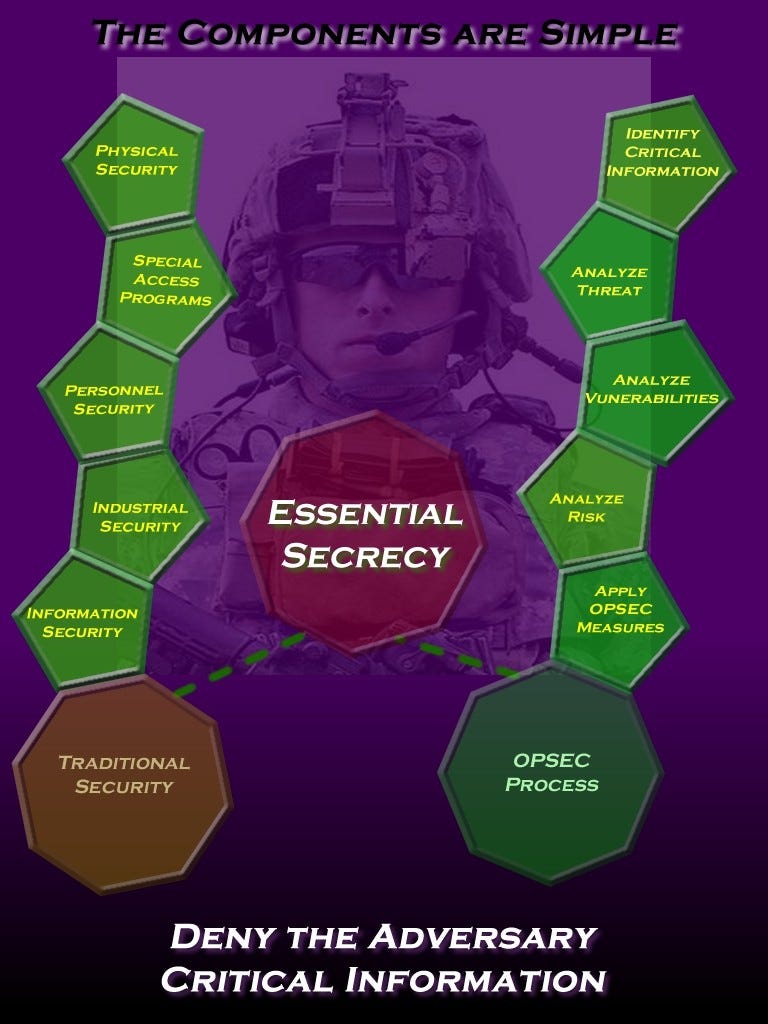 THE COMPONENTS ARE SIMPLE
PHYSICAL
SECURITY
SPECIAL
ACCESS
PROGRAMS
PERSONNEL
SECURITY
INDUSTRIAL
SECURITY
INFORMATION
SECURITY
TRADITIONAL
SECURITY
ESSENTIAL
SECRECY
IDENTIFY
CRITICAL
INFORMATION
ANALYZE
THREAT
ANALYZE
VUNERABILITIES
ANALYZE
RISK
APPLY
OPSEC
MEASURES
OPSEC
PROCESS
DENY THE ADVERSARY
CRITICAL INFORMATION